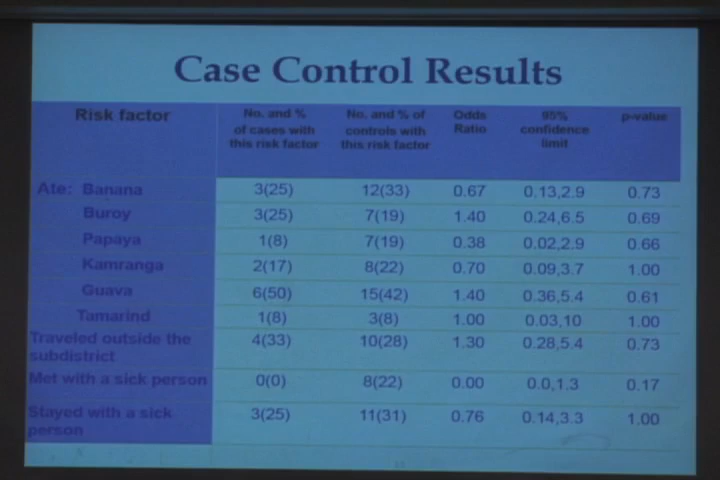 Case Control Results
Risk factor No. and % of cases with this risk factor No. and % of controls with this risk factor Odds Ratio 95% confidence limit p-value
Ate: Banana 3(25) 12(33) 0.67 0.13,2.9 0.73
Buroy 3(25) 7(19) 1.40 0.24,6.5 0.69
Papaya 1(8) 7(19) 0.38 0.02,2.9 0.66
Kamranga 2(17) 8(22) 0.70 0.09,3.7 1.00
Guava 6(50) 15(42) 1.40 0.36,5.4 0.61
Tamarind 1(8) 3(8) 1.00 0.03,10 1.00
Traveled outside the subdistrict 4(33) 10(28) 1.30 0.28,5.4 0.73
Met with a sick person 0(0) 8(22) 0.00 0.0,1.3 0.17
Stayed with a sick person 3(25) 11(31) 0.76 0.14,3.3 1.00